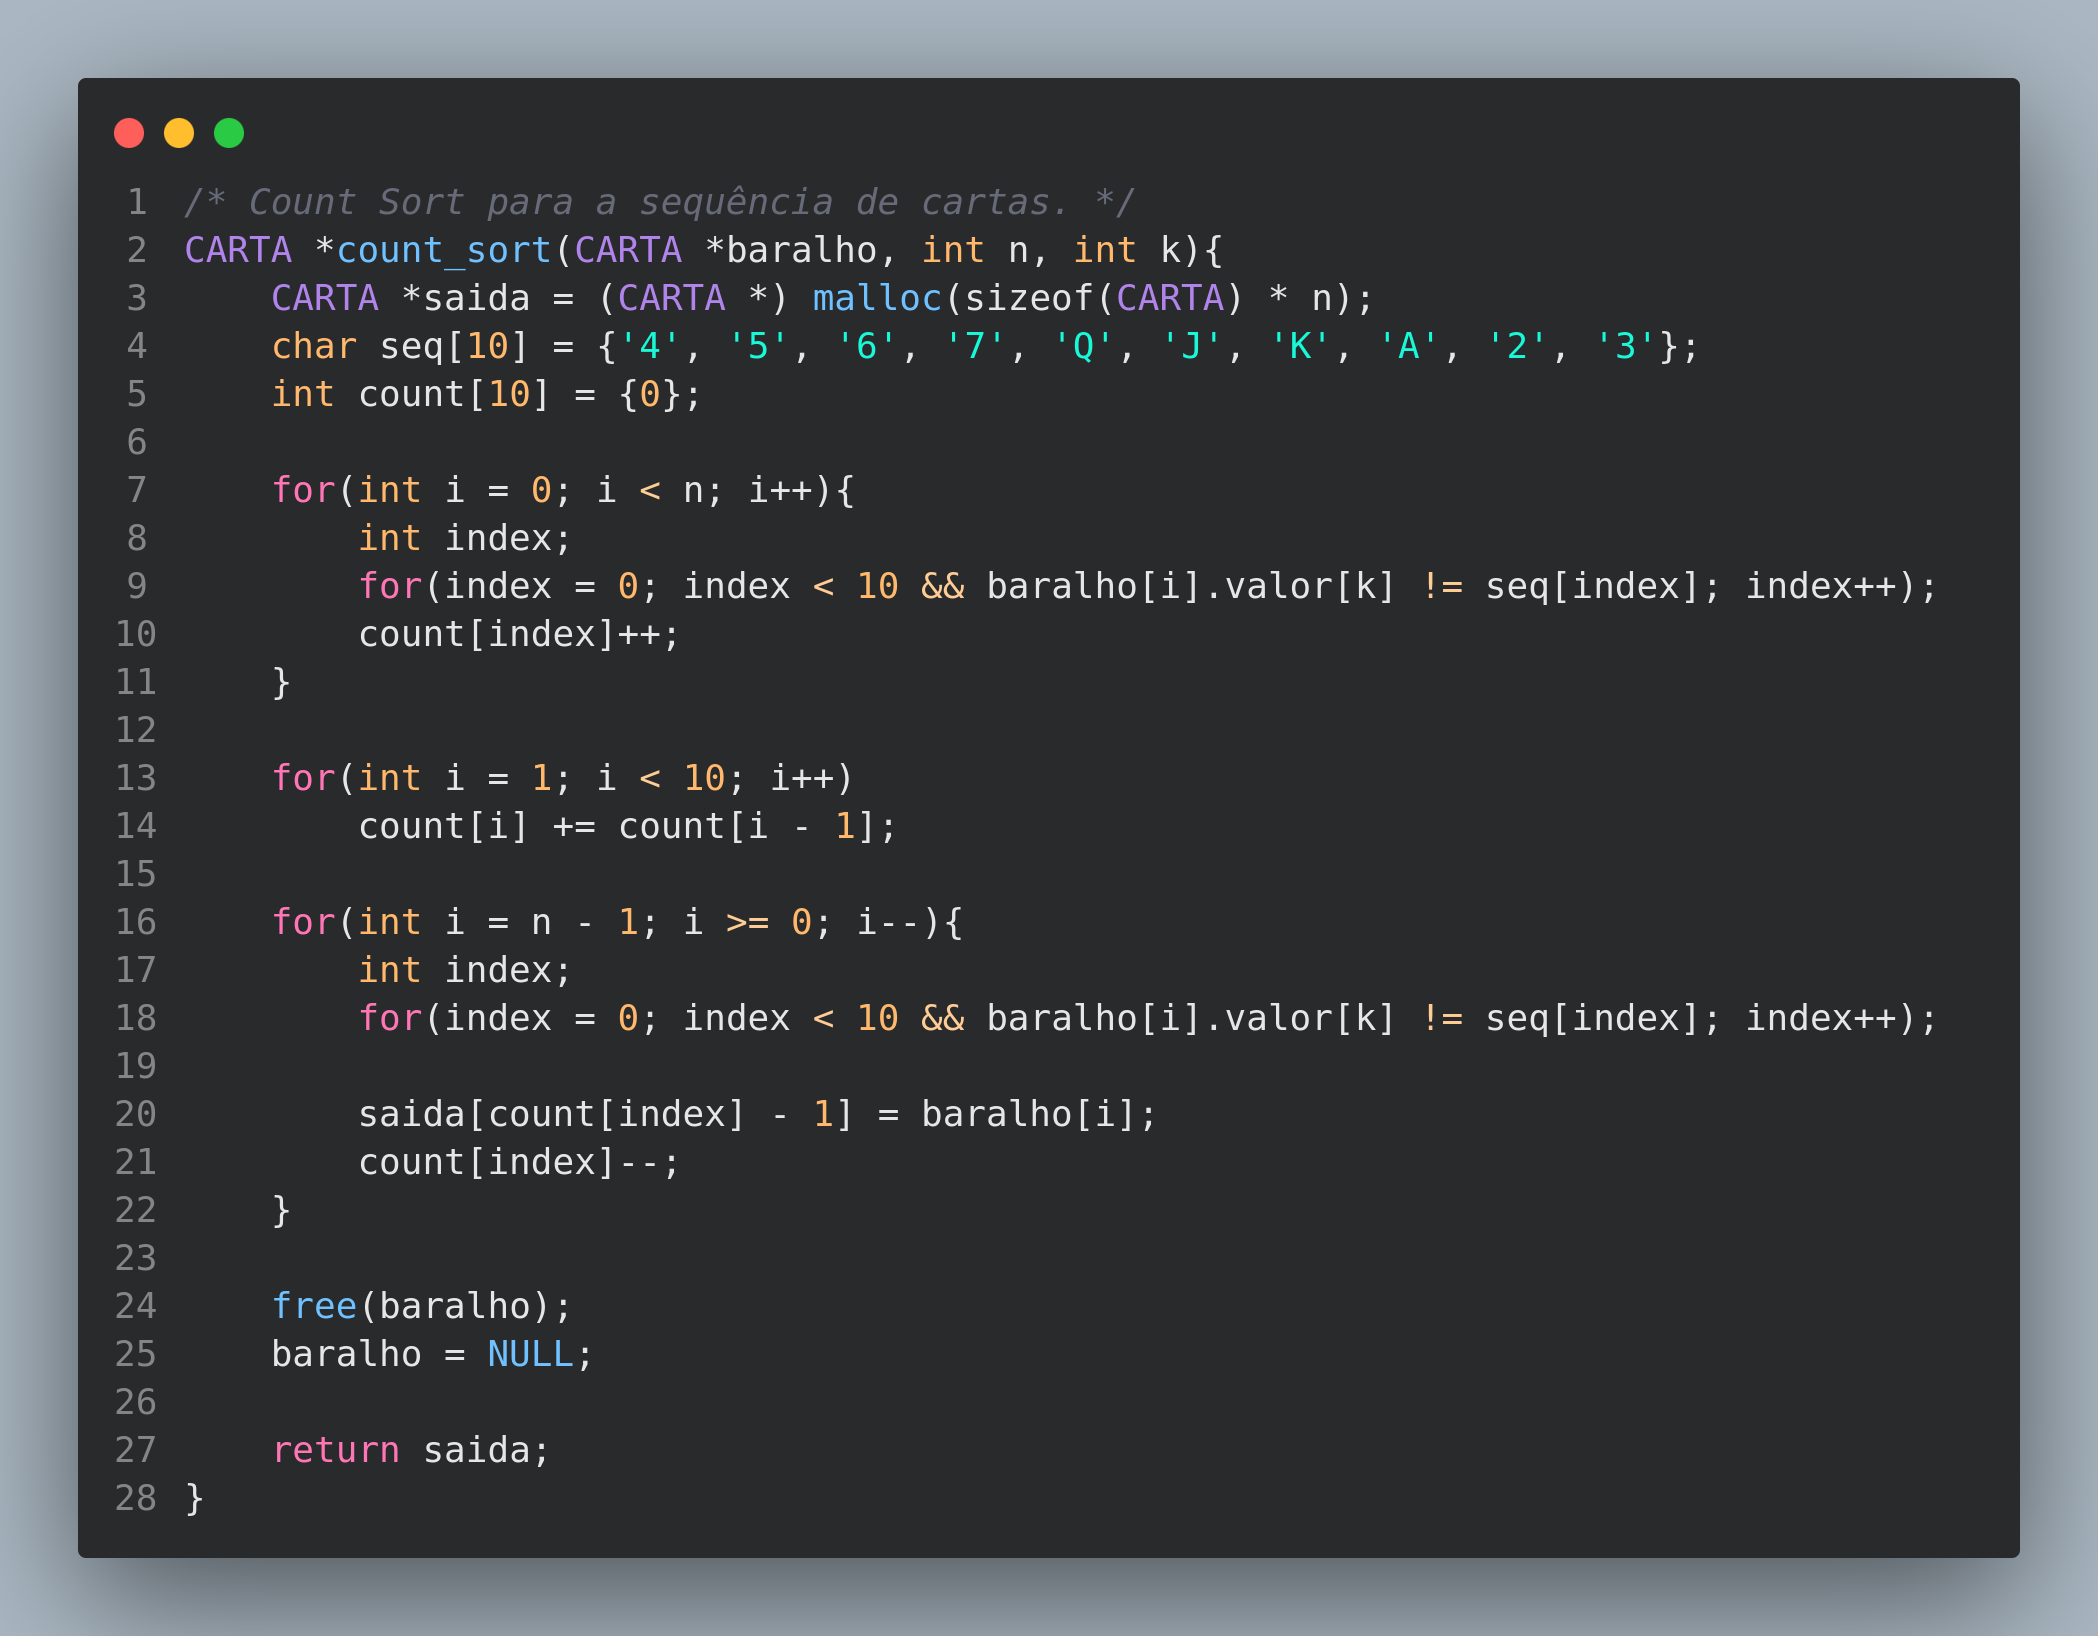 1 /* Count Sort para a sequência de cartas. */
2 CARTA *count_sort(CARTA *baralho, int n, int k){
3     CARTA *saida = (CARTA *) malloc(sizeof(CARTA) * n);
4     char seq[10] = {'4', '5', '6', '7', 'Q', 'J', 'K', 'A', '2', '3'};
5     int count[10] = {0};
6
7     for(int i = 0; i < n; i++){
8         int index;
9         for(index = 0; index < 10 && baralho[i].valor[k] != seq[index]; index++);
10         count[index]++;
11     }
12
13     for(int i = 1; i < 10; i++)
14         count[i] += count[i - 1];
15
16     for(int i = n - 1; i >= 0; i--){
17         int index;
18         for(index = 0; index < 10 && baralho[i].valor[k] != seq[index]; index++);
19
20         saida[count[index] - 1] = baralho[i];
21         count[index]--;
22     }
23
24     free(baralho);
25     baralho = NULL;
26
27     return saida;
28 }